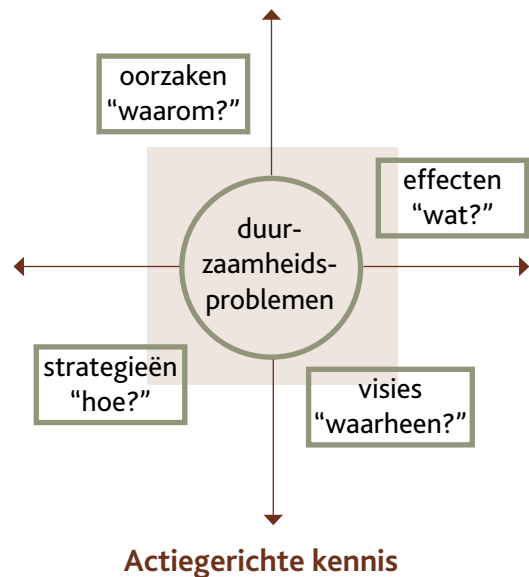 oorzaken
“waarom?”
effecten
“wat?”
duur-
zaamheids-
problemen
strategieën
“hoe?”
visies
“waarheen?”
Actiegerichte kennis